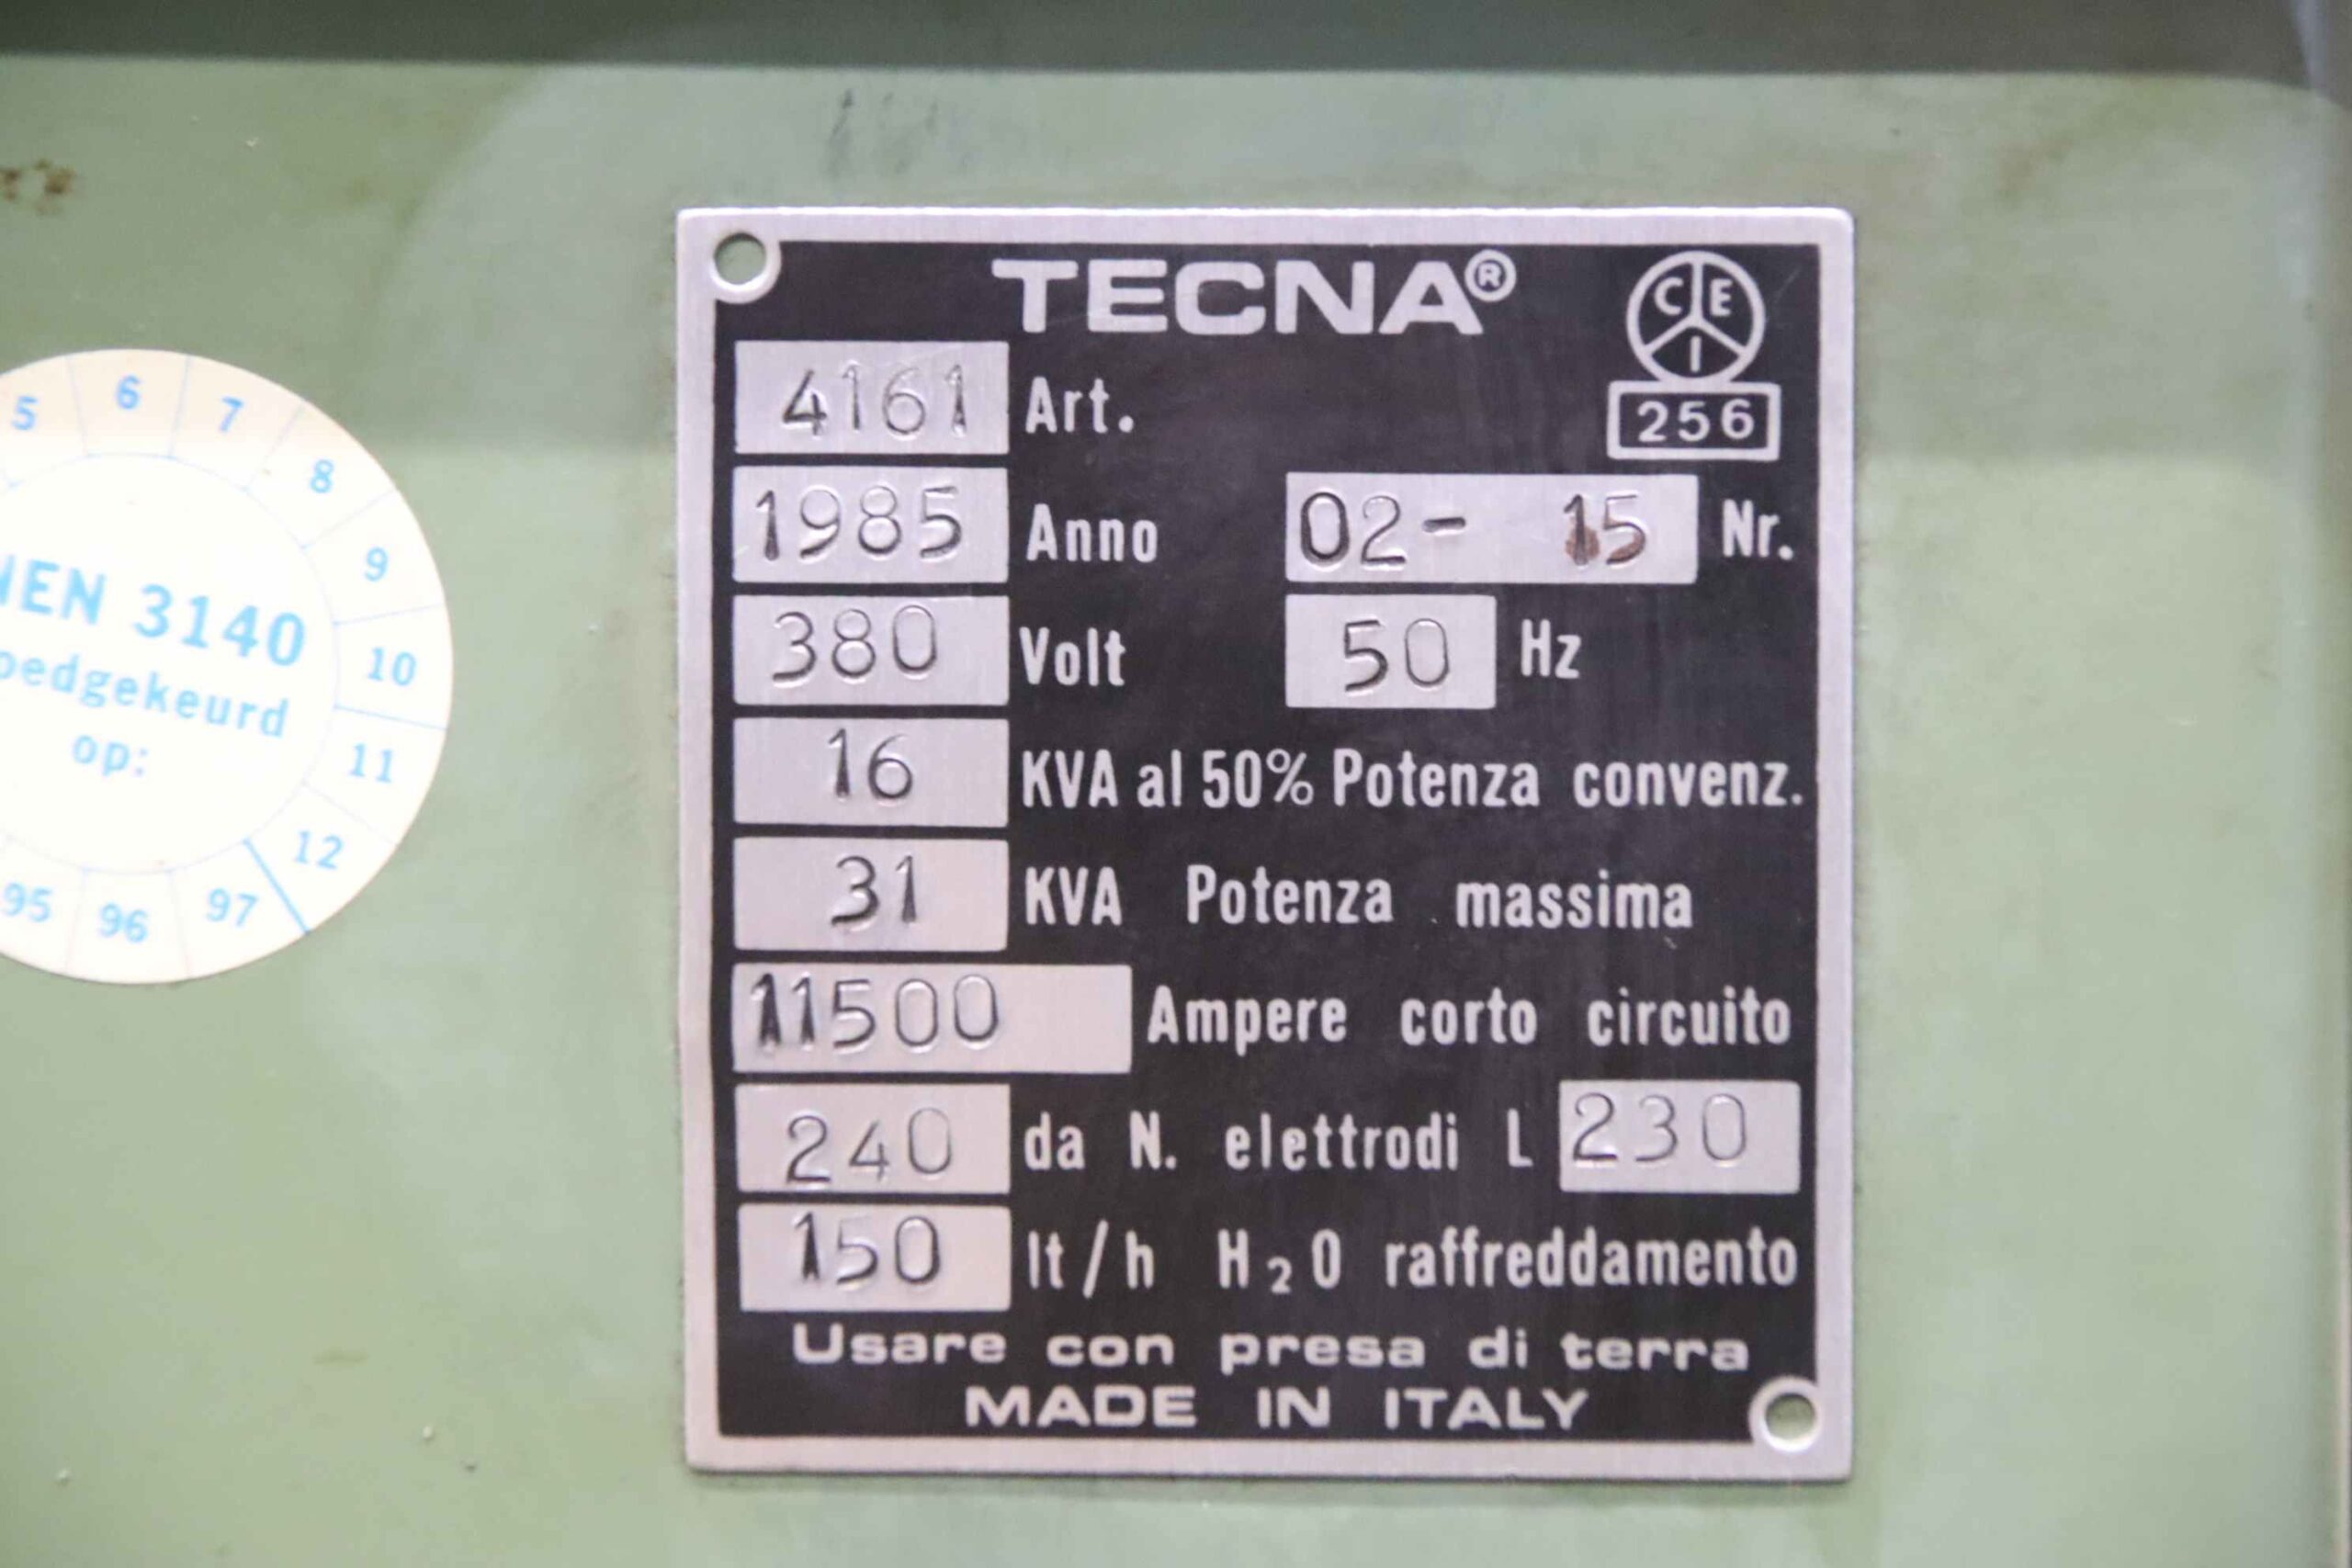 TECNA®
C E I
256
4161 Art.
1985 Anno 02- 15 Nr.
380 Volt 50 Hz
16 KVA al 50% Potenza convenz.
31 KVA Potenza massima
11500 Ampere corto circuito
240 da N. elettrodi L 230
150 lt/h H₂O raffreddamento
Usare con presa di terra
MADE IN ITALY
5 6 7 8 9 10 11 12
NEN 3140
oedgekeurd
op:
95 96 97